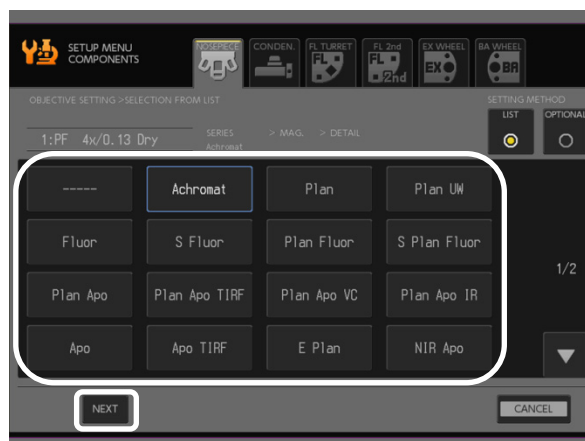 SETUP MENU
COMPONENTS
NOSEPIECE
CONDEN.
FL TURRET
FL 2nd
EX WHEEL
BA WHEEL
FL
FL
2nd
EX
BA
OBJECTIVE SETTING >SELECTION FROM LIST
SETTING METHOD
LIST
OPTIONAL
1:PF 4x/0.13 Dry
SERIES > MAG. > DETAIL
Achromat
-----
Achromat
Plan
Plan UW
Fluor
S Fluor
Plan Fluor
S Plan Fluor
1/2
Plan Apo
Plan Apo TIRF
Plan Apo VC
Plan Apo IR
Apo
Apo TIRF
E Plan
NIR Apo
▼
NEXT
CANCEL